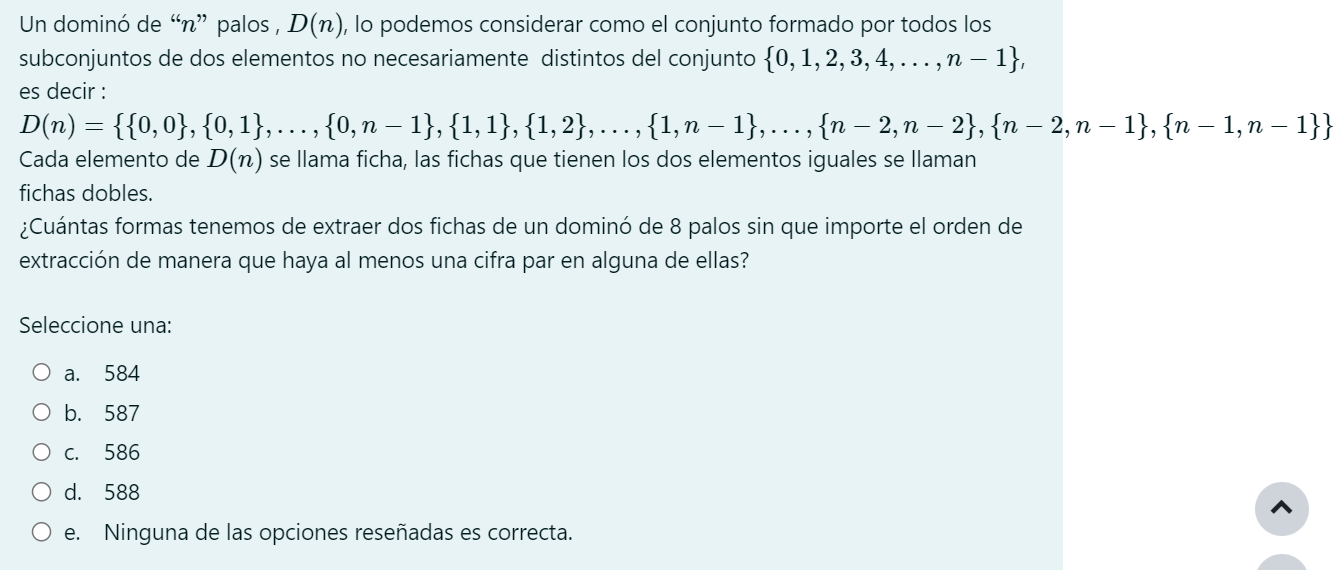 Un dominó de “n” palos , D(n), lo podemos considerar como el conjunto formado por todos los
subconjuntos de dos elementos no necesariamente distintos del conjunto {0, 1, 2, 3, 4, . . . , n − 1},
es decir :
D(n) = {{0, 0}, {0, 1}, . . . , {0, n − 1}, {1, 1}, {1, 2}, . . . , {1, n − 1}, . . . , {n − 2, n − 2}, {n − 2, n − 1}, {n − 1, n − 1}}
Cada elemento de D(n) se llama ficha, las fichas que tienen los dos elementos iguales se llaman
fichas dobles.
¿Cuántas formas tenemos de extraer dos fichas de un dominó de 8 palos sin que importe el orden de
extracción de manera que haya al menos una cifra par en alguna de ellas?
Seleccione una:
a. 584
b. 587
c. 586
d. 588
e. Ninguna de las opciones reseñadas es correcta.